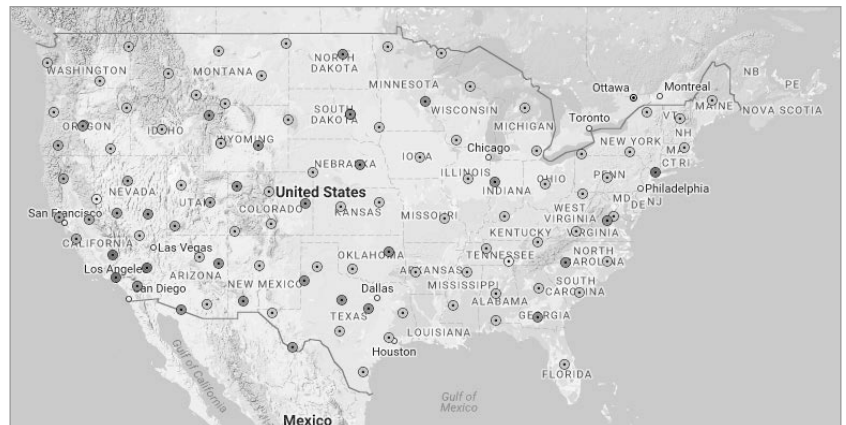 NORTH
DAKOTA
WASHINGTON
MONTANA
NB
PE
MINNESOTA
Ottawa
Montreal
MAINE
NOVA SCOTIA
SOUTH
DAKOTA
WISCONSIN
VT
OREGON
IDAHO
MICHIGAN
Toronto
NH
WYOMING
NEW YORK
MA
Chicago
IOWA
CT RI
NEBRASKA
ILLINOIS
INDIANA
OHIO
PENN
NEVADA
UTAH
United States
Philadelphia
COLORADO
KANSAS
MISSOURI
WEST
VIRGINIA
MD
DE NJ
San Francisco
KENTUCKY
VIRGINIA
CALIFORNIA
Las Vegas
OKLAHOMA
TENNESSEE
NORTH
CAROLINA
Los Angeles
ARIZONA
NEW MEXICO
ARKANSAS
MISSISSIPPI
SOUTH
CAROLINA
San Diego
Dallas
ALABAMA
TEXAS
GEORGIA
LOUISIANA
Houston
Gulf of California
FLORIDA
Gulf of
Mexico
Mexico